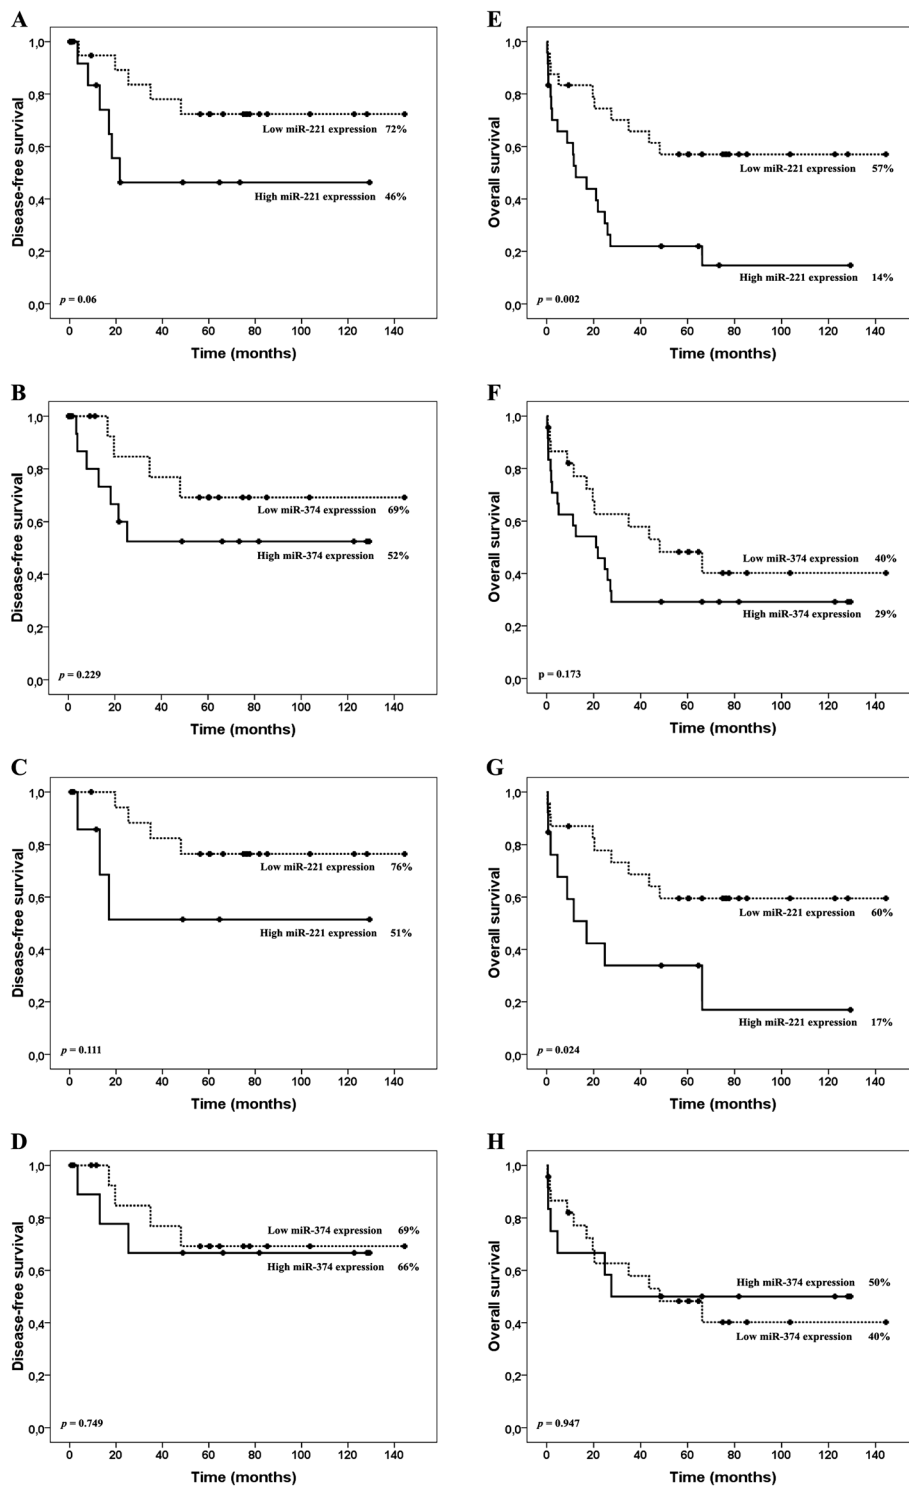 A
Disease-free survival
1,0
0,8
0,6
0,4
0,2
0,0
Low miR-221 expression 72%
High miR-221 expresssion 46%
p = 0.06
0 20 40 60 80 100 120 140
Time (months)
E
Overall survival
1,0
0,8
0,6
0,4
0,2
0,0
Low miR-221 expression 57%
High miR-221 expression 14%
p = 0.002
0 20 40 60 80 100 120 140
Time (months)
B
Disease-free survival
1,0
0,8
0,6
0,4
0,2
0,0
Low miR-374 expresssion 69%
High miR-374 expression 52%
p = 0.229
0 20 40 60 80 100 120 140
Time (months)
F
Overall survival
1,0
0,8
0,6
0,4
0,2
0,0
Low miR-374 expression 40%
High miR-374 expression 29%
p = 0.173
0 20 40 60 80 100 120 140
Time (months)
C
Disease-free survival
1,0
0,8
0,6
0,4
0,2
0,0
Low miR-221 expression 76%
High miR-221 expression 51%
p = 0.111
0 20 40 60 80 100 120 140
Time (months)
G
Overall survival
1,0
0,8
0,6
0,4
0,2
0,0
Low miR-221 expression 60%
High miR-221 expression 17%
p = 0.024
0 20 40 60 80 100 120 140
Time (months)
D
Disease-free survival
1,0
0,8
0,6
0,4
0,2
0,0
Low miR-374 expression 69%
High miR-374 expression 66%
p = 0.749
0 20 40 60 80 100 120 140
Time (months)
H
Overall survival
1,0
0,8
0,6
0,4
0,2
0,0
High miR-374 expression 50%
Low miR-374 expression 40%
p = 0.947
0 20 40 60 80 100 120 140
Time (months)